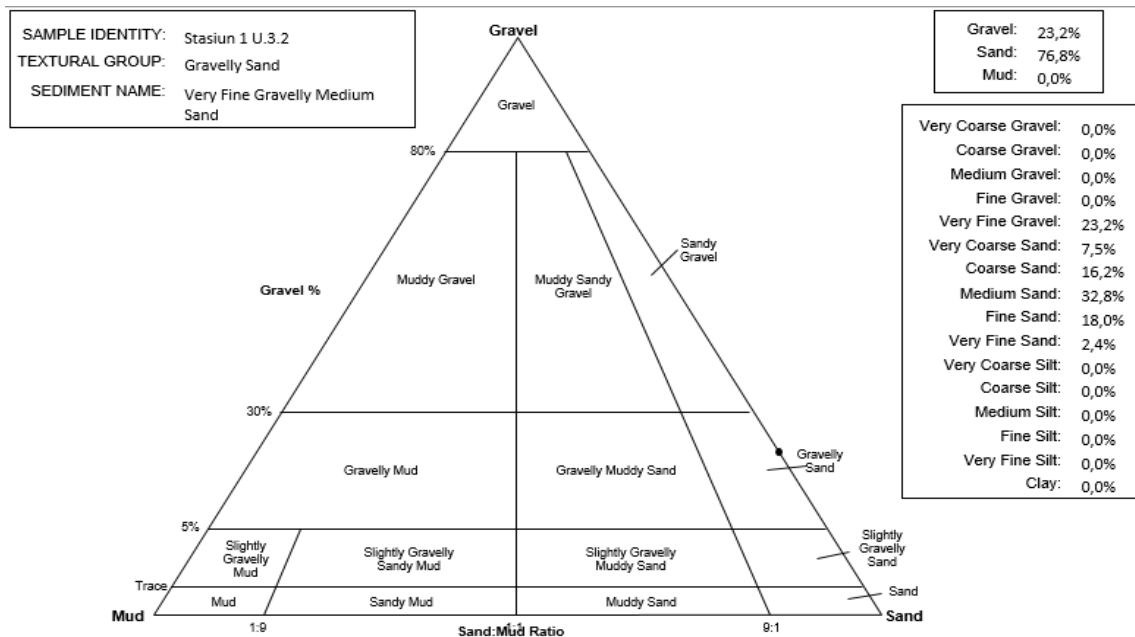 SAMPLE IDENTITY: Stasiun 1 U.3.2
TEXTURAL GROUP: Gravelly Sand
SEDIMENT NAME: Very Fine Gravelly Medium
Sand
Gravel: 23,2%
Sand: 76,8%
Mud: 0,0%
Very Coarse Gravel: 0,0%
Coarse Gravel: 0,0%
Medium Gravel: 0,0%
Fine Gravel: 0,0%
Very Fine Gravel: 23,2%
Very Coarse Sand: 7,5%
Coarse Sand: 16,2%
Medium Sand: 32,8%
Fine Sand: 18,0%
Very Fine Sand: 2,4%
Very Coarse Silt: 0,0%
Coarse Silt: 0,0%
Medium Silt: 0,0%
Fine Silt: 0,0%
Very Fine Silt: 0,0%
Clay: 0,0%
Gravel
Gravel
80%
Sandy
Gravel
Muddy Gravel
Muddy Sandy
Gravel
Gravel %
30%
Gravelly Mud
Gravelly Muddy Sand
Gravelly
Sand
5%
Slightly
Gravelly
Mud
Slightly Gravelly
Sandy Mud
Slightly Gravelly
Muddy Sand
Slightly
Gravelly
Sand
Trace
Mud
Sandy Mud
Muddy Sand
Sand
Mud
Sand
1:9
1:1
9:1
Sand:Mud Ratio